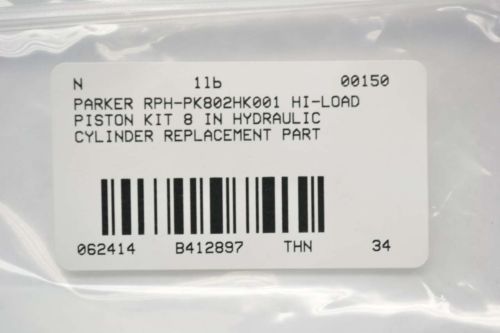 N 1lb 00150
PARKER RPH-PK802HK001 HI-LOAD
PISTON KIT 8 IN HYDRAULIC
CYLINDER REPLACEMENT PART
062414 B412897 THN 34